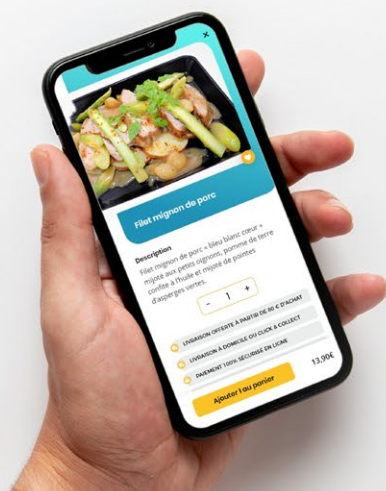 ×
Filet mignon de porc
Description
Filet mignon de porc « bleu blanc cœur »
mijoté aux petits oignons, pomme de terre
confite à l'huile et mijoté de pointes
d'asperges vertes.
- 1 +
LIVRAISON OFFERTE À PARTIR DE 80 € D'ACHAT
LIVRAISON À DOMICILE OU CLICK & COLLECT
PAIEMENT 100% SÉCURISÉ EN LIGNE
13,90€
Ajouter 1 au panier